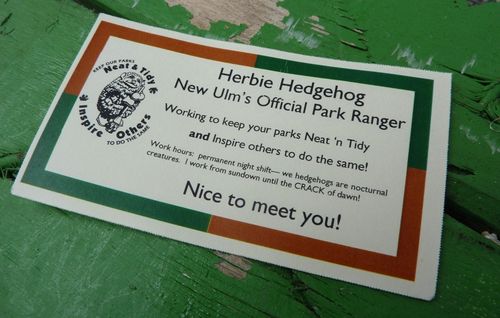 KEEP OUR PARKS
Neat & Tidy
Inspire Others
TO DO THE SAME
Herbie Hedgehog
New Ulm's Official Park Ranger
Working to keep your parks Neat 'n Tidy
and Inspire others to do the same!
Work hours: permanent night shift— we hedgehogs are nocturnal
creatures. I work from sundown until the CRACK of dawn!
Nice to meet you!